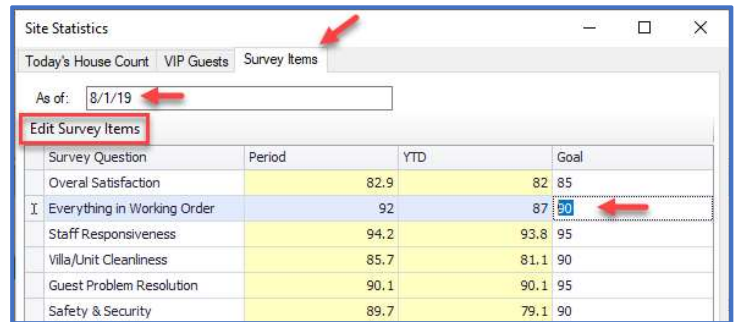 Site Statistics
Today's House Count VIP Guests Survey Items
As of: 8/1/19
Edit Survey Items
Survey Question Period YTD Goal
Overal Satisfaction 82.9 82 85
Everything in Working Order 92 87 90
Staff Responsiveness 94.2 93.8 95
Villa/Unit Cleanliness 85.7 81.1 90
Guest Problem Resolution 90.1 90.1 95
Safety & Security 89.7 79.1 90